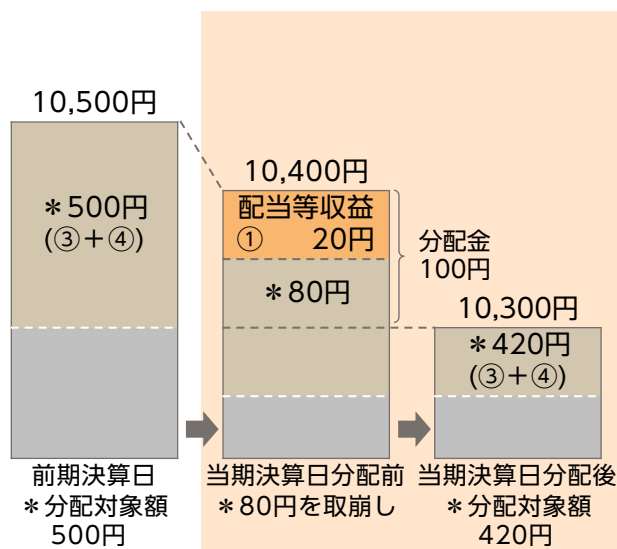 10,500円
＊500円
(③＋④)
前期決算日
＊分配対象額
500円
10,400円
配当等収益
① 20円
＊80円
分配金
100円
当期決算日分配前
＊80円を取崩し
10,300円
＊420円
(③＋④)
当期決算日分配後
＊分配対象額
420円